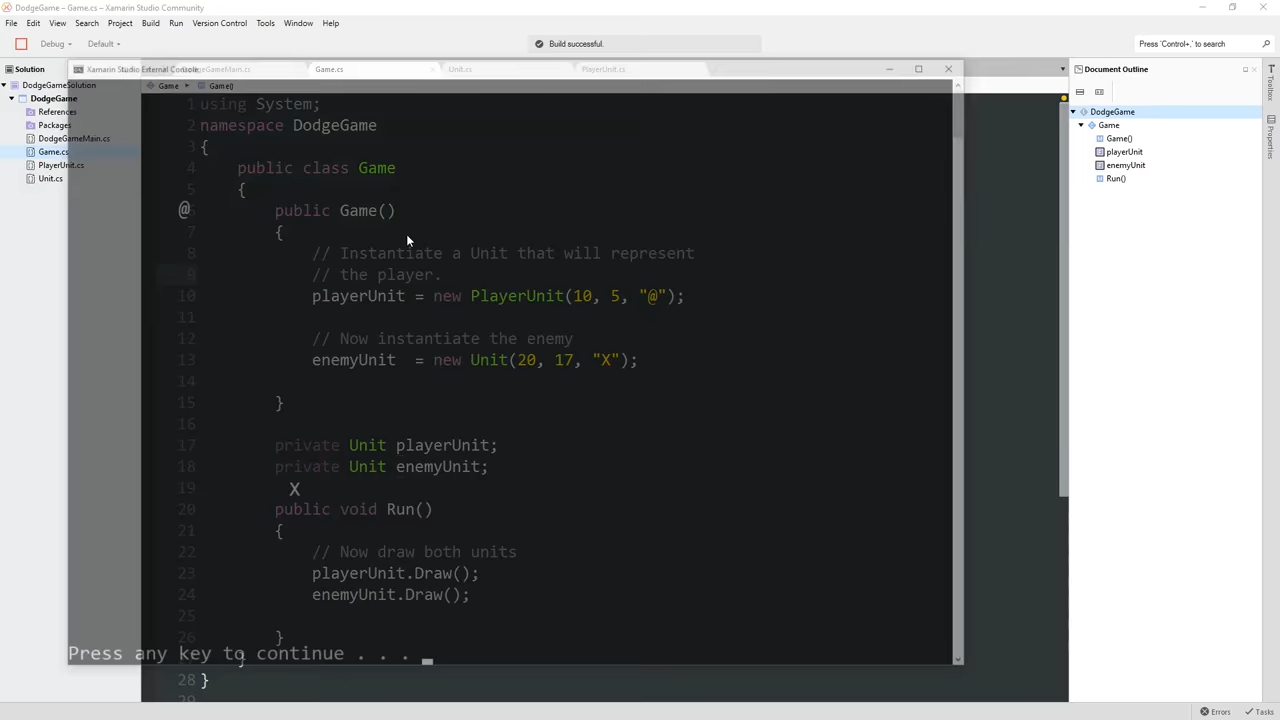 DodgeGame – Game.cs – Xamarin Studio Community
File Edit View Search Project Build Run Version Control Tools Window Help
Debug Default Build successful. Press 'Control+,' to search
Solution
DodgeGameSolution
DodgeGame
References
Packages
DodgeGameMain.cs
Game.cs
PlayerUnit.cs
Unit.cs
Xamarin Studio External Console
DodgeGameMain.cs Game.cs Unit.cs PlayerUnit.cs
Game Game()
1 using System;
2 namespace DodgeGame
3 {
4 public class Game
5 {
@ public Game()
7 {
8 // Instantiate a Unit that will represent
9 // the player.
10 playerUnit = new PlayerUnit(10, 5, "@");
11
12 // Now instantiate the enemy
13 enemyUnit = new Unit(20, 17, "X");
14
15 }
16
17 private Unit playerUnit;
18 private Unit enemyUnit;
19 X
20 public void Run()
21 {
22 // Now draw both units
23 playerUnit.Draw();
24 enemyUnit.Draw();
25
26 }
Press any key to continue . . .
}
28 }
29
Document Outline
DodgeGame
Game
Game()
playerUnit
enemyUnit
Run()
Toolbox
Properties
Errors Tasks